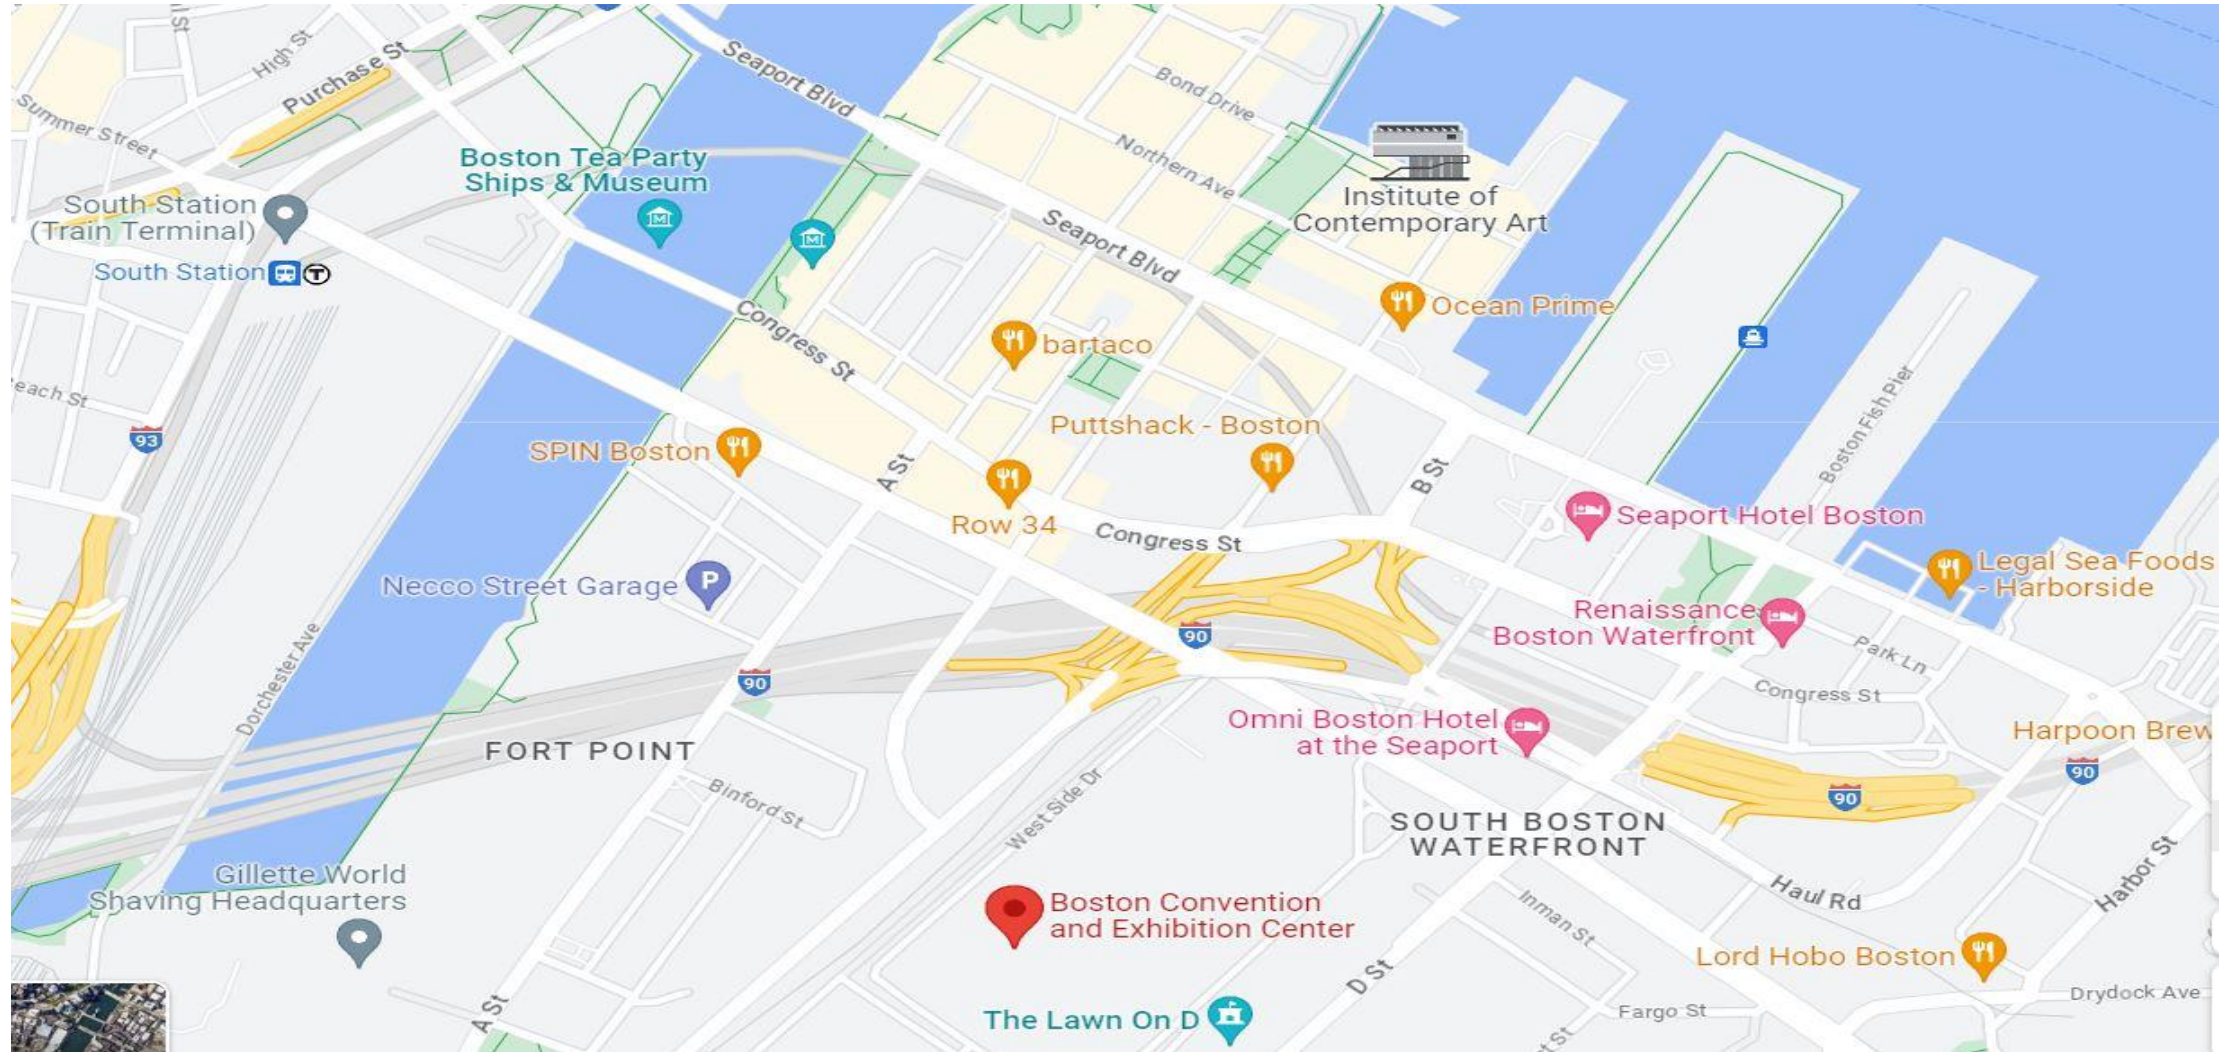 High St
Purchase St
Seaport Blvd
Summer Street
Bond Drive
Northern Ave
Boston Tea Party
Ships & Museum
South Station
(Train Terminal)
South Station
T
Institute of
Contemporary Art
Seaport Blvd
Ocean Prime
Congress St
bartaco
each St
93
SPIN Boston
A St
Puttshack - Boston
Row 34
B St
Boston Fish Pier
Congress St
Seaport Hotel Boston
Legal Sea Foods
- Harborside
Necco Street Garage
P
Renaissance
Boston Waterfront
90
Park Ln
Dorchester Ave
90
Congress St
Omni Boston Hotel
at the Seaport
Harpoon Brew
FORT POINT
90
90
Binford St
West Side Dr
SOUTH BOSTON
WATERFRONT
Gillette World
Shaving Headquarters
Haul Rd
Harbor St
Boston Convention
and Exhibition Center
Inman St
Lord Hobo Boston
D St
Drydock Ave
A St
The Lawn On D
Fargo St
st St